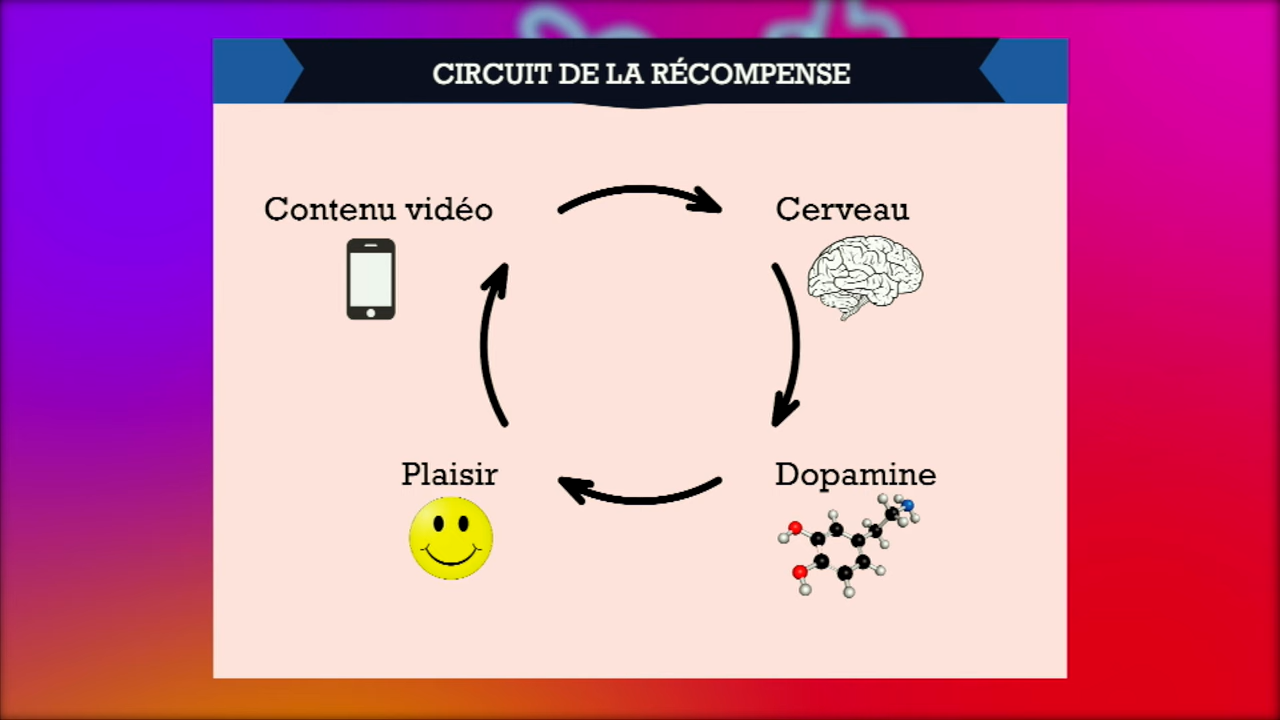 CIRCUIT DE LA RÉCOMPENSE
Contenu vidéo
Cerveau
Plaisir
Dopamine